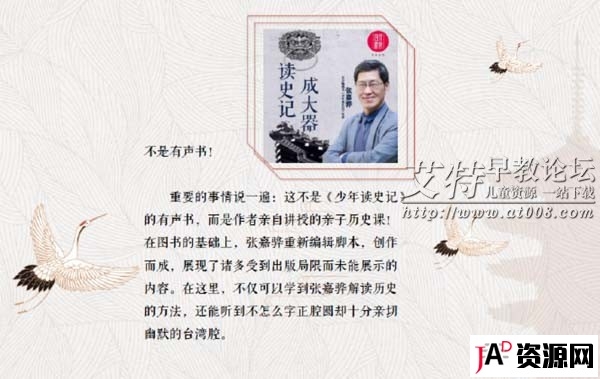 读史记
成大器
张嘉骅
不是有声书!
重要的事情说一遍:这不是《少年读史记》
的有声书,而是作者亲自讲授的亲子历史课!
在图书的基础上,张嘉骅重新编辑脚本,创作
而成,展现了诸多受到出版局限而未能展示的
内容。在这里,不仅可以学到张嘉骅解读历史
的方法,还能听到不怎么字正腔圆却十分亲切
幽默的台湾腔。
艾特早教论坛
儿童资源 一站下载
www.at008.com
JAD资源网